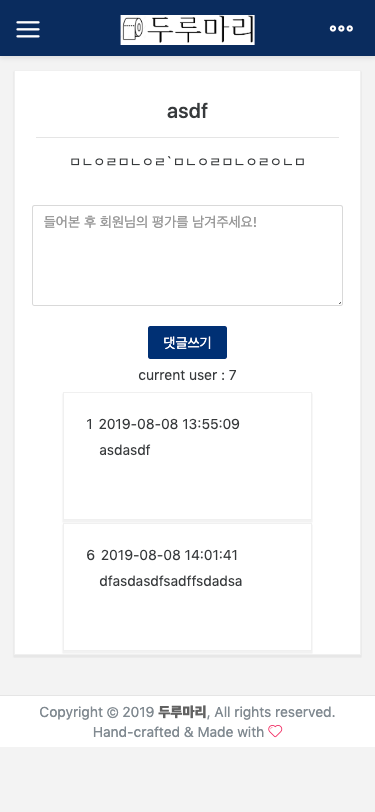 두루마리
asdf
ㅁㄴㅇㄹㅁㄴㅇㄹ`ㅁㄴㅇㄹㅁㄴㅇㄹㅇㄴㅁ
들어본 후 회원님의 평가를 남겨주세요!
댓글쓰기
current user : 7
1 2019-08-08 13:55:09
asdasdf
6 2019-08-08 14:01:41
dfasdasdfsadffsdadsa
Copyright © 2019 두루마리, All rights reserved.
Hand-crafted & Made with ♡